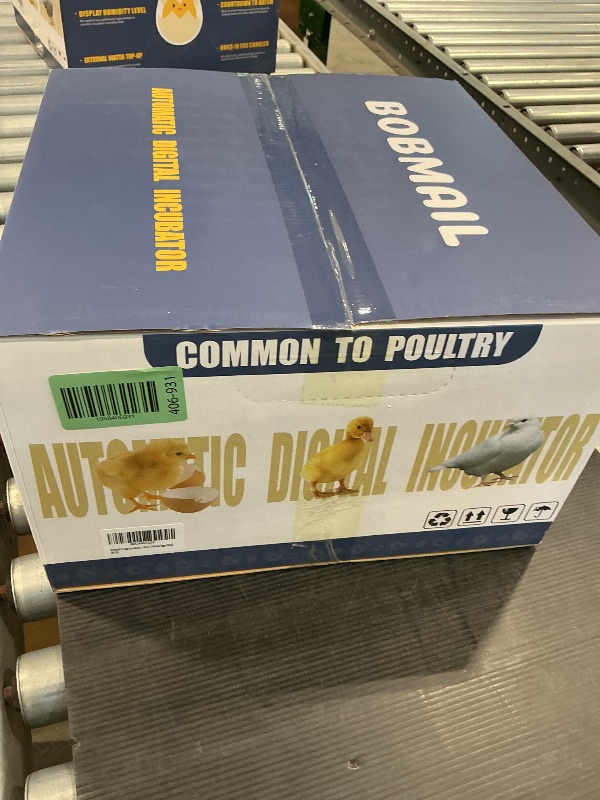 DISPLAY HUMIDITY LEVEL
COUNTDOWN TO HATCH
EXTERNAL WATER TOP-UP
BUILT-IN EGG CANDLER
BOBMAIL
AUTOMATIC DIGITAL INCUBATOR
COMMON TO POULTRY
406-931
AUTOMATIC DIGITAL INCUBATOR